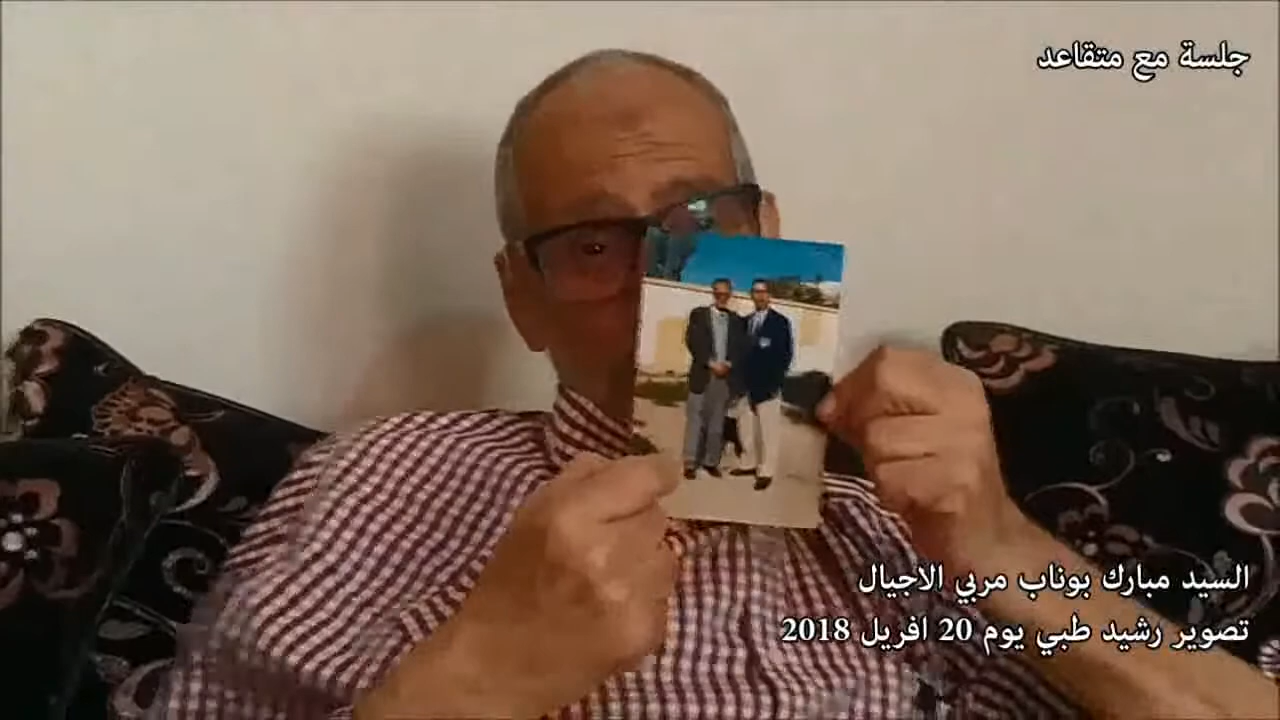 جلسة مع متقاعد
السيد مبارك بوناب مربي الاجيال
تصوير رشيد طبي يوم 20 افريل 2018